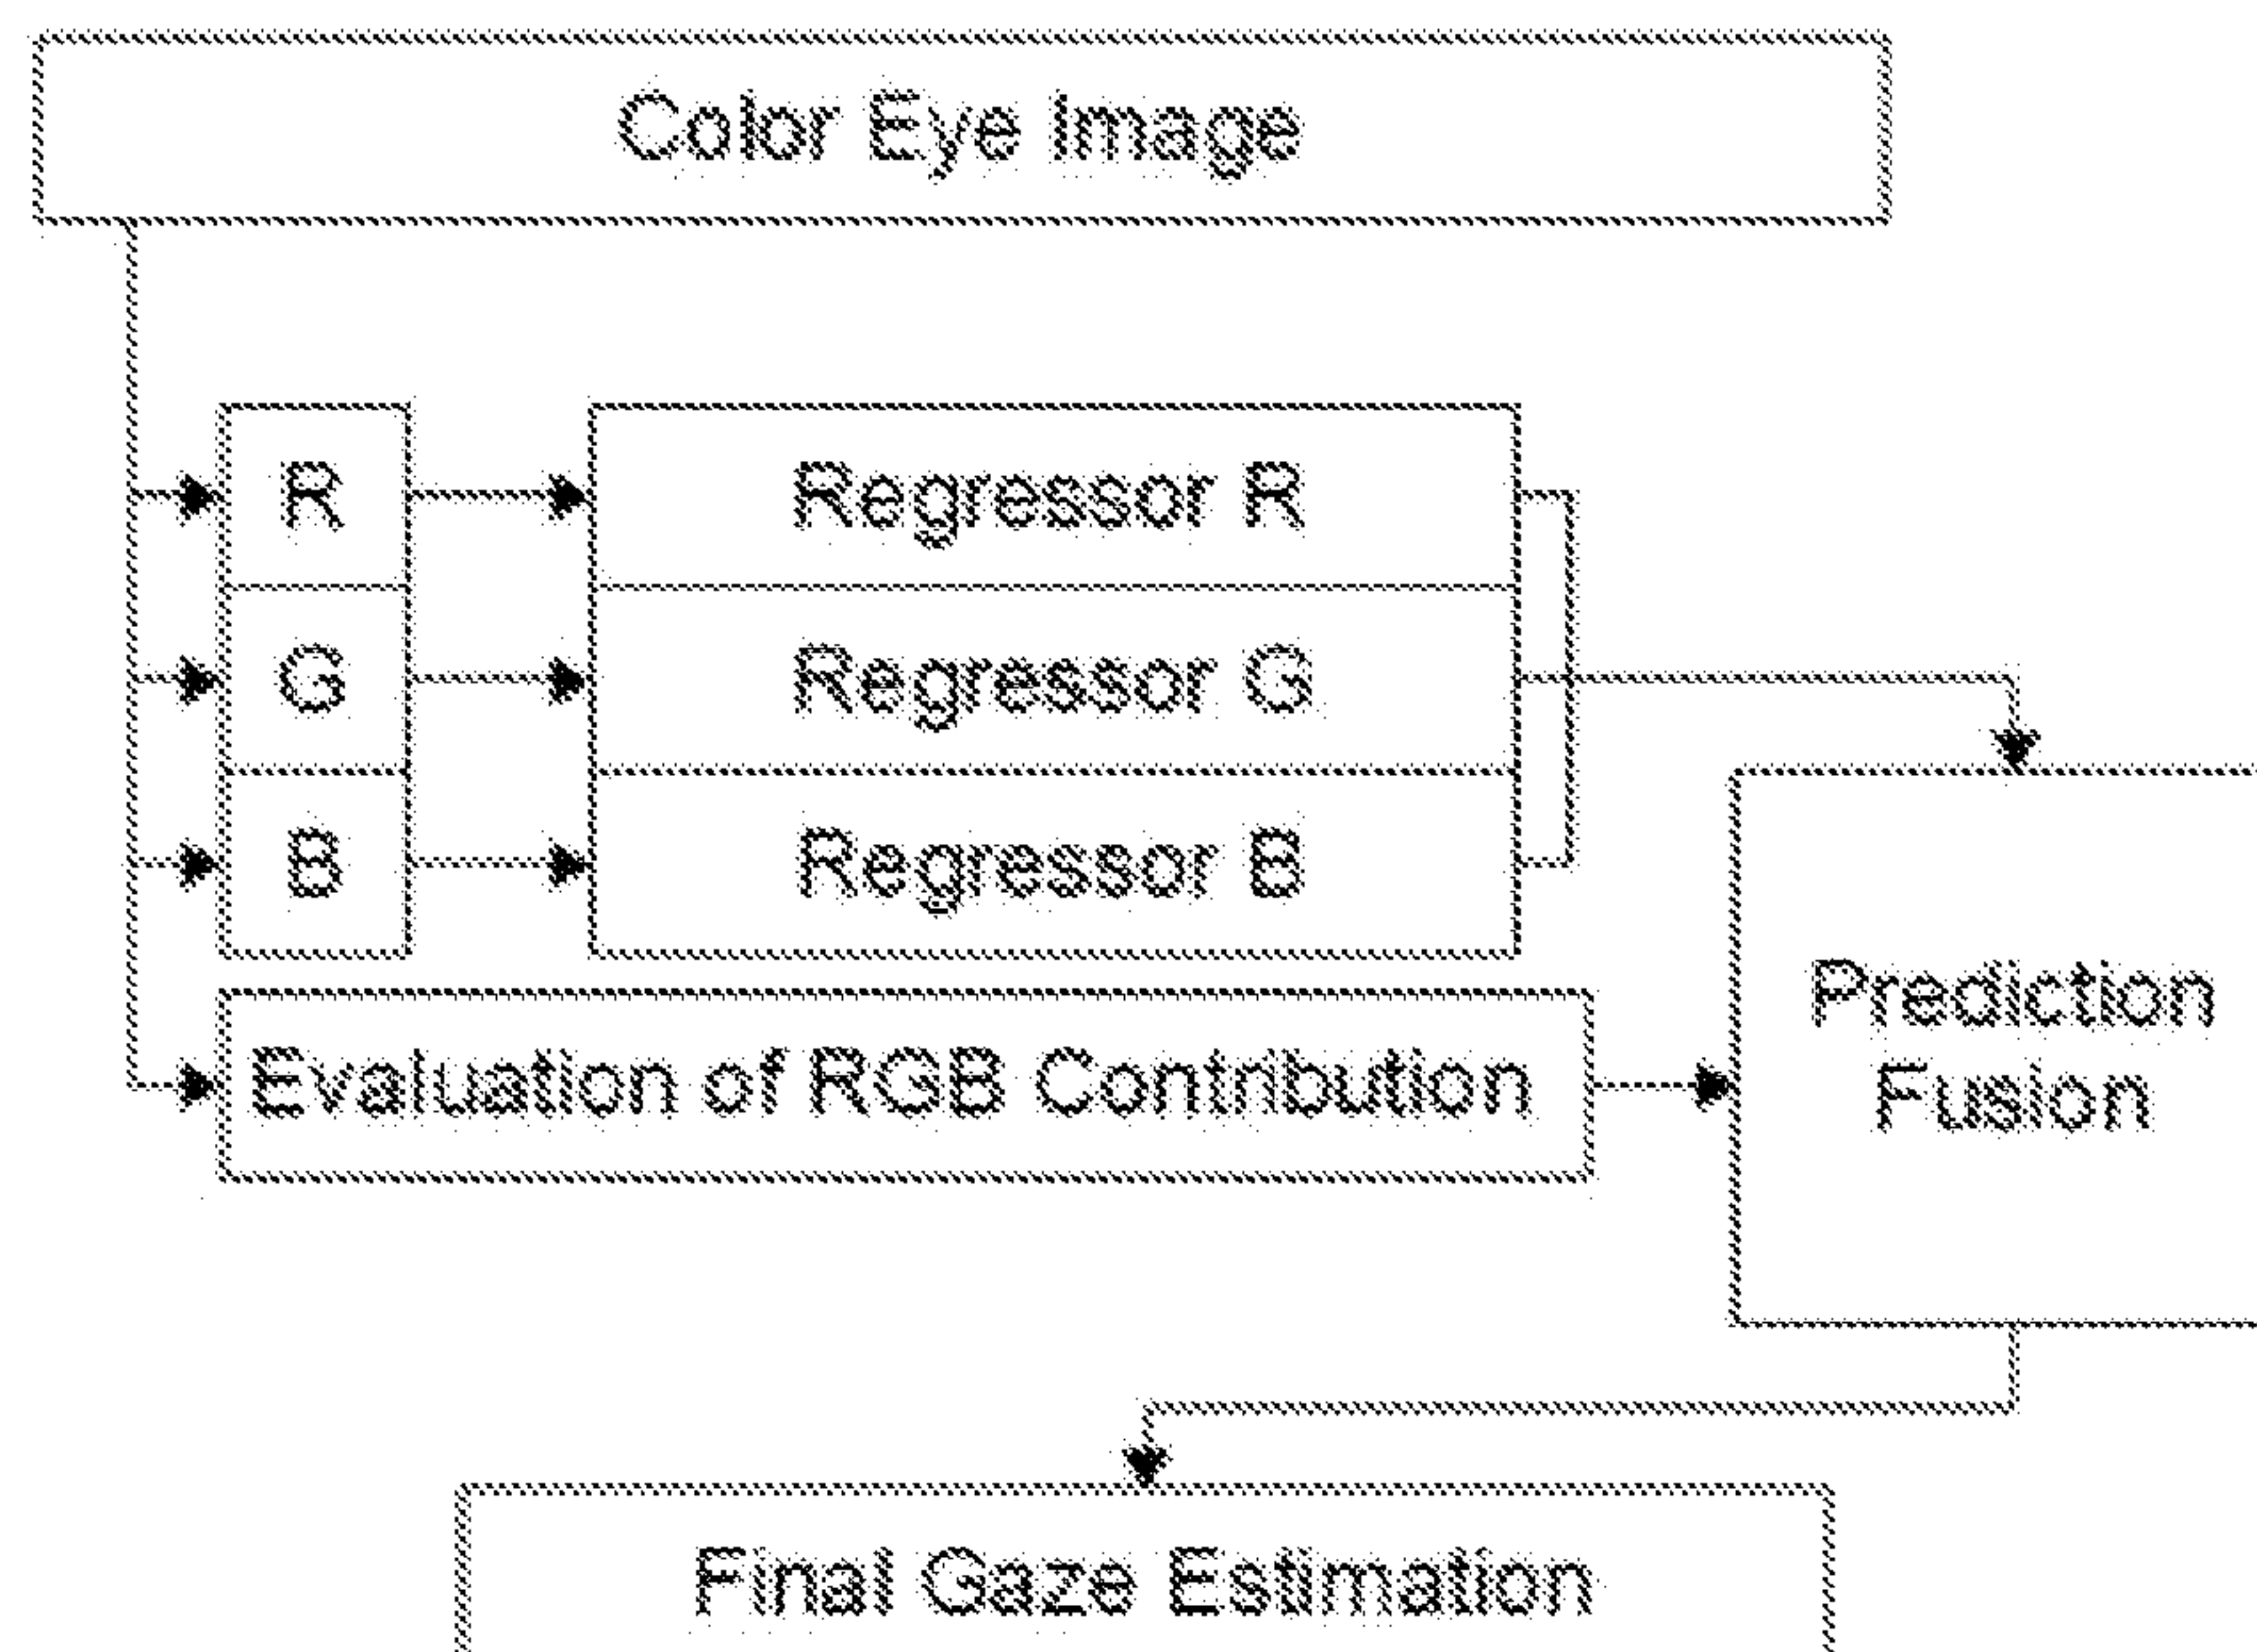 Color Eye Image
R
Regressor R
G
Regressor G
B
Regressor B
Evaluation of RGB Contribution
Prediction
Fusion
Final Gaze Estimation